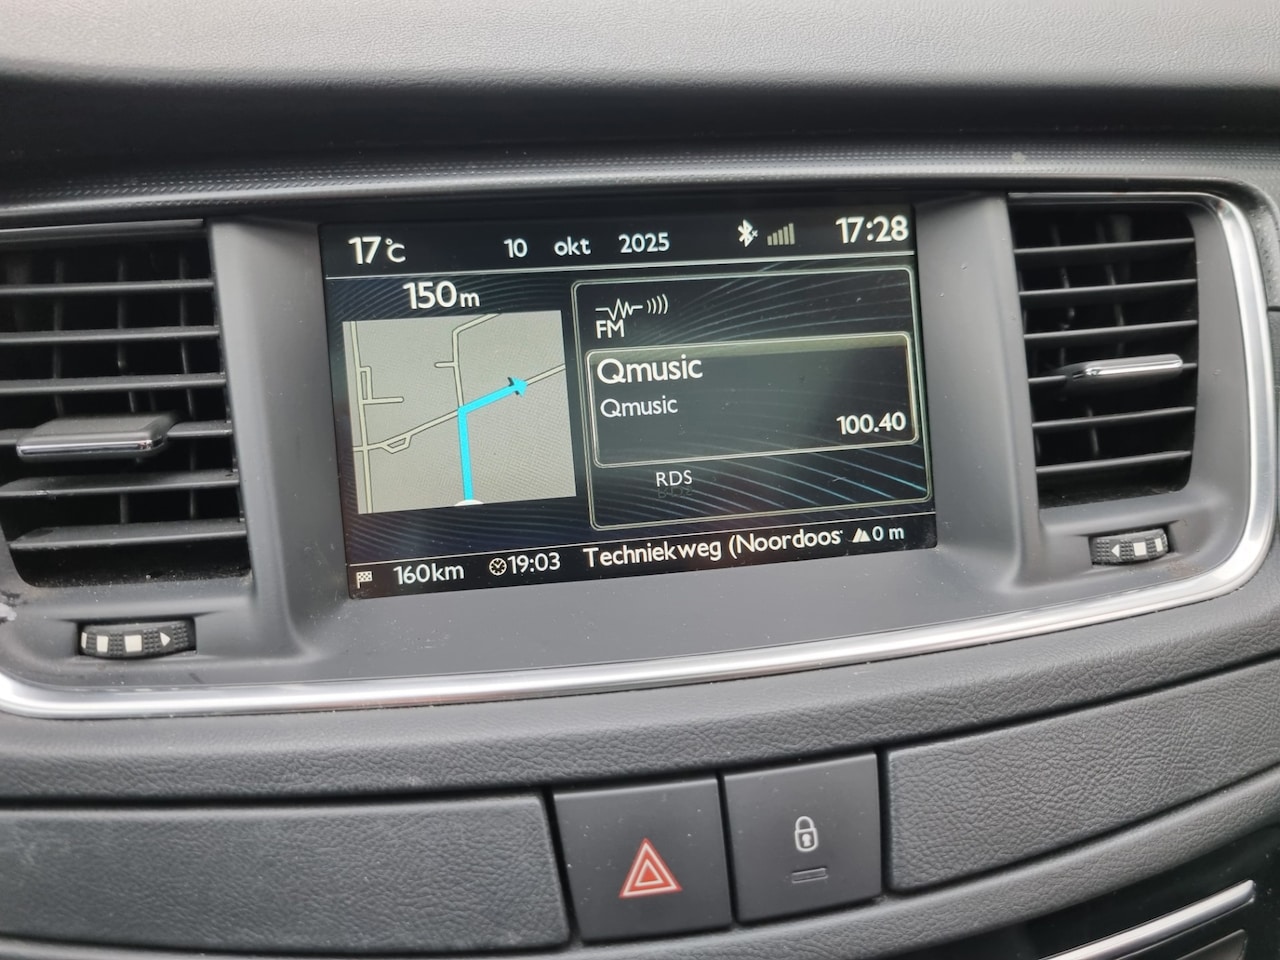 17°C 10 okt 2025 17:28
150m
FM
Qmusic
Qmusic
100.40
RDS
160km 19:03 Techniekweg (Noordoos 0 m